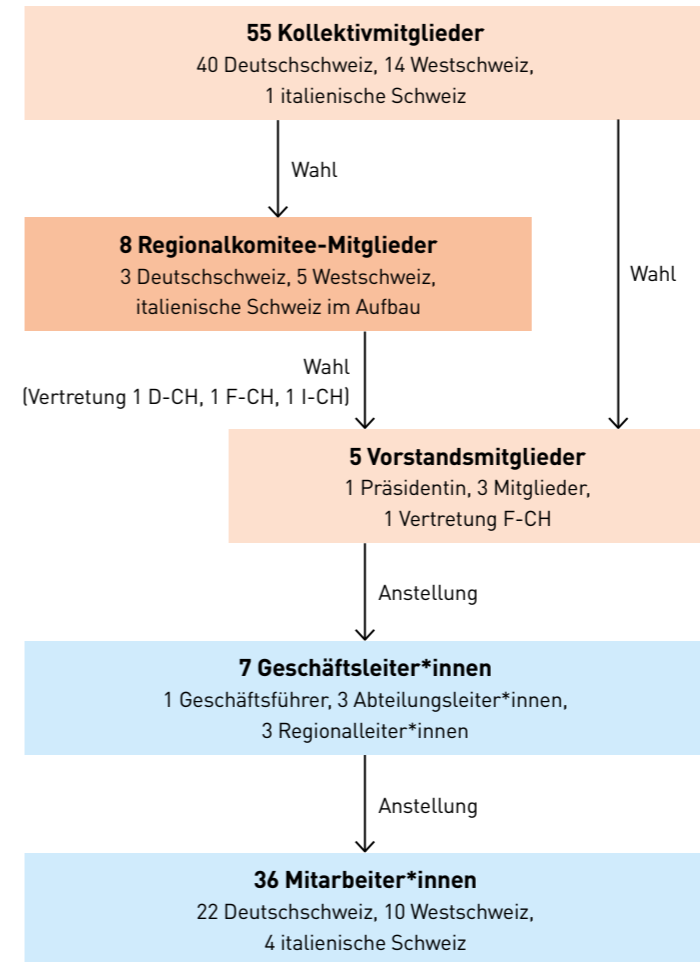 55 Kollektivmitglieder
40 Deutschschweiz, 14 Westschweiz,
1 italienische Schweiz
Wahl
8 Regionalkomitee-Mitglieder
3 Deutschschweiz, 5 Westschweiz,
italienische Schweiz im Aufbau
Wahl
Wahl
(Vertretung 1 D-CH, 1 F-CH, 1 I-CH)
5 Vorstandsmitglieder
1 Präsidentin, 3 Mitglieder,
1 Vertretung F-CH
Anstellung
7 Geschäftsleiter*innen
1 Geschäftsführer, 3 Abteilungsleiter*innen,
3 Regionalleiter*innen
Anstellung
36 Mitarbeiter*innen
22 Deutschschweiz, 10 Westschweiz,
4 italienische Schweiz